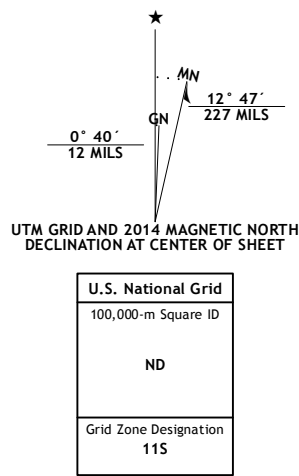 ★
MN
GN
12° 47´
227 MILS
0° 40´
12 MILS
UTM GRID AND 2014 MAGNETIC NORTH
DECLINATION AT CENTER OF SHEET
U.S. National Grid
100,000-m Square ID
ND
Grid Zone Designation
11S